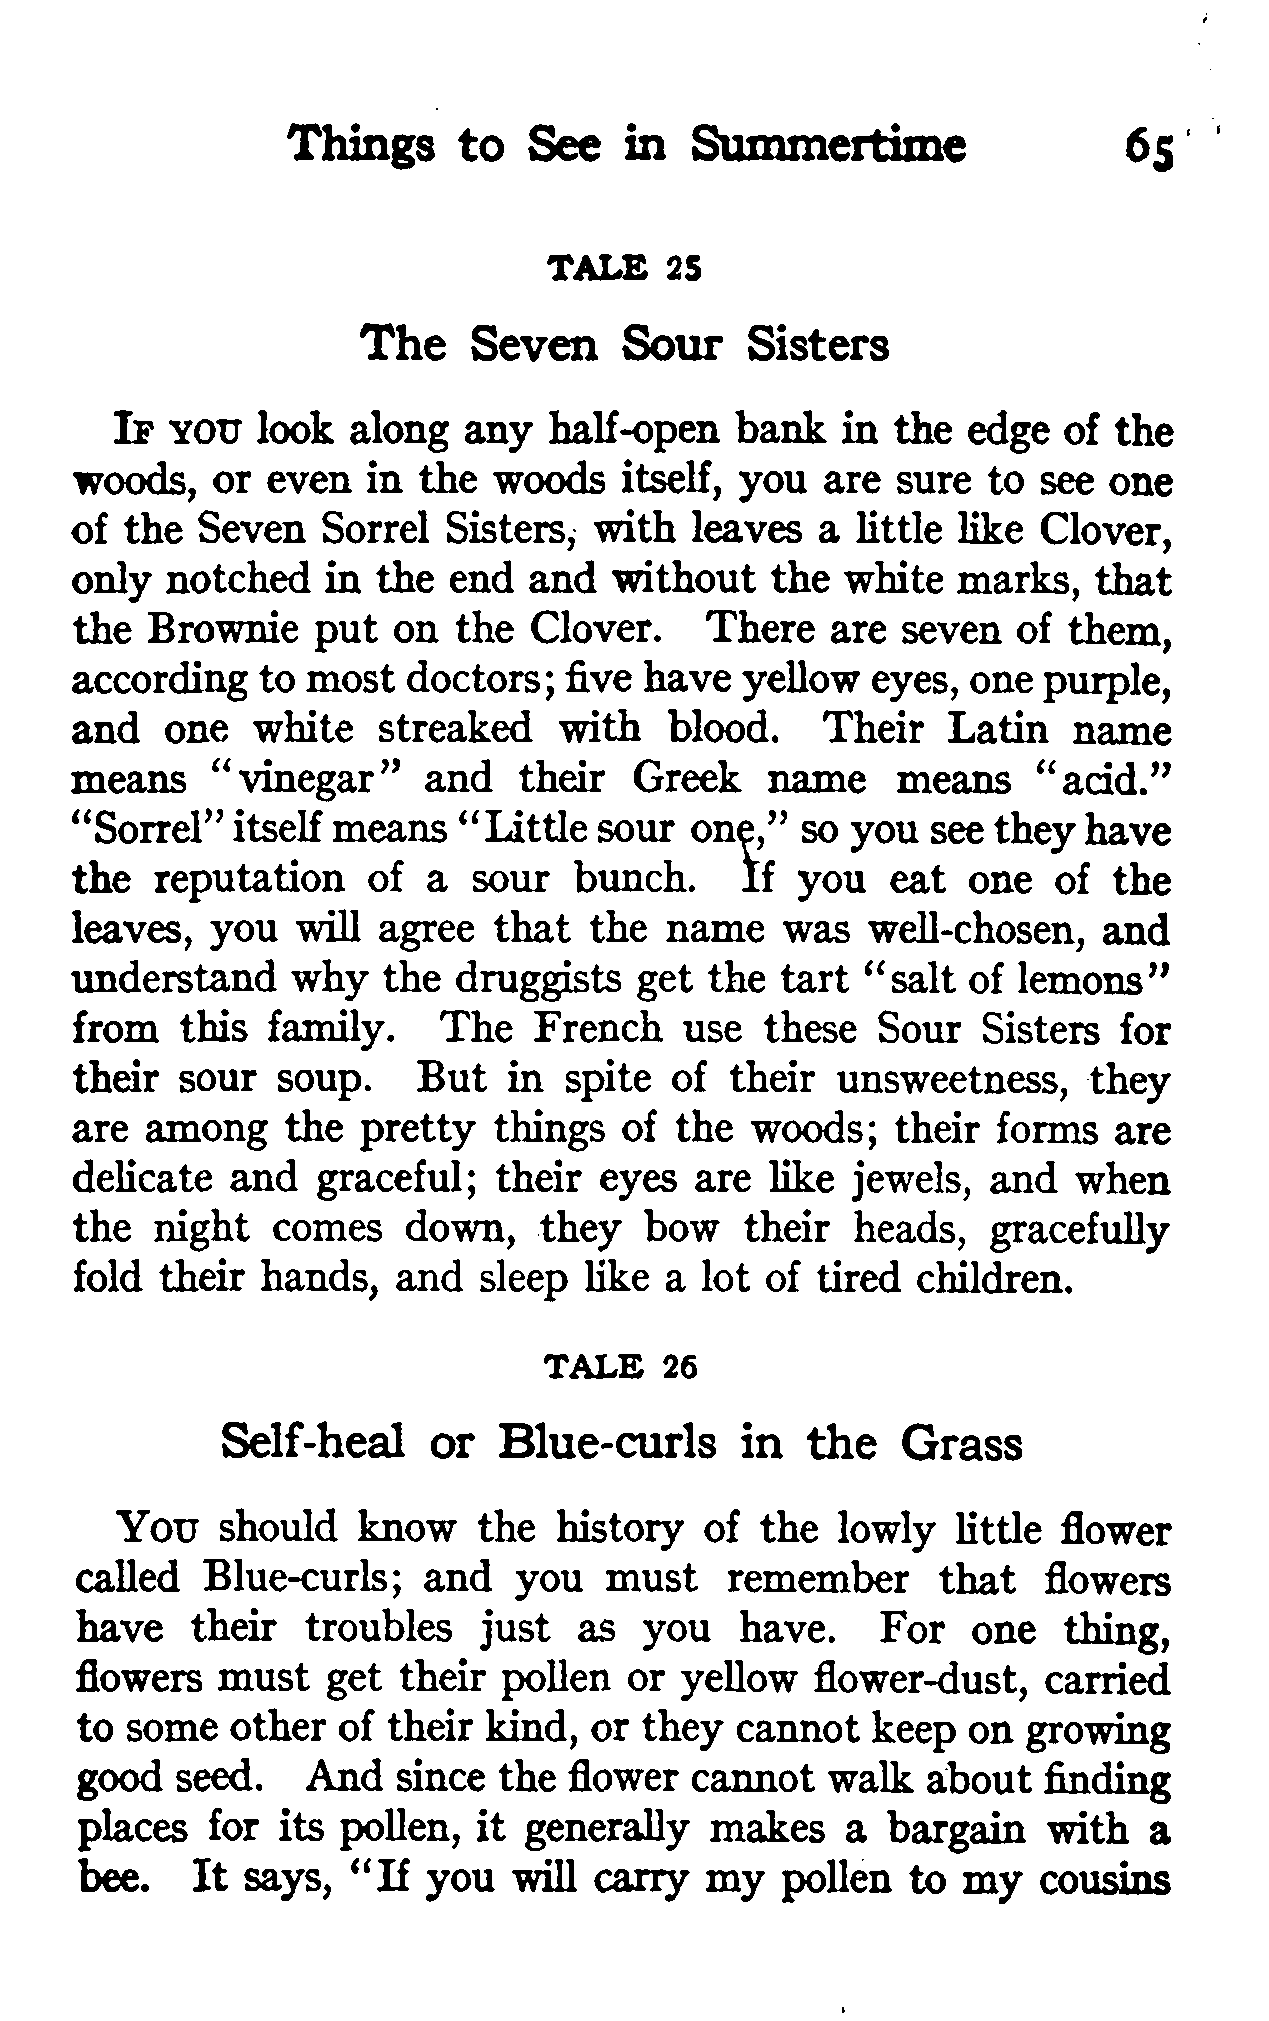 Things to See in Summertime 65
TALE 25
The Seven Sour Sisters
IF YOU look along any half-open bank in the edge of the
woods, or even in the woods itself, you are sure to see one
of the Seven Sorrel Sisters, with leaves a little like Clover,
only notched in the end and without the white marks, that
the Brownie put on the Clover. There are seven of them,
according to most doctors; five have yellow eyes, one purple,
and one white streaked with blood. Their Latin name
means "vinegar" and their Greek name means "acid."
"Sorrel" itself means "Little sour one," so you see they have
the reputation of a sour bunch. If you eat one of the
leaves, you will agree that the name was well-chosen, and
understand why the druggists get the tart "salt of lemons"
from this family. The French use these Sour Sisters for
their sour soup. But in spite of their unsweetness, they
are among the pretty things of the woods; their forms are
delicate and graceful; their eyes are like jewels, and when
the night comes down, they bow their heads, gracefully
fold their hands, and sleep like a lot of tired children.
TALE 26
Self-heal or Blue-curls in the Grass
YOU should know the history of the lowly little flower
called Blue-curls; and you must remember that flowers
have their troubles just as you have. For one thing,
flowers must get their pollen or yellow flower-dust, carried
to some other of their kind, or they cannot keep on growing
good seed. And since the flower cannot walk about finding
places for its pollen, it generally makes a bargain with a
bee. It says, "If you will carry my pollen to my cousins